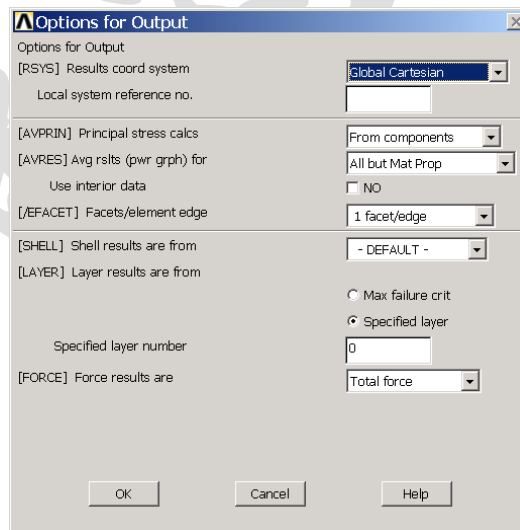 Options for Output
Options for Output
[RSYS] Results coord system
Global Cartesian
Local system reference no.
[AVPRIN] Principal stress calcs
From components
[AVRES] Avg rslts (pwr grph) for
All but Mat Prop
Use interior data
NO
[/EFACET] Facets/element edge
1 facet/edge
[SHELL] Shell results are from
- DEFAULT -
[LAYER] Layer results are from
Max failure crit
Specified layer
Specified layer number
0
[FORCE] Force results are
Total force
OK
Cancel
Help